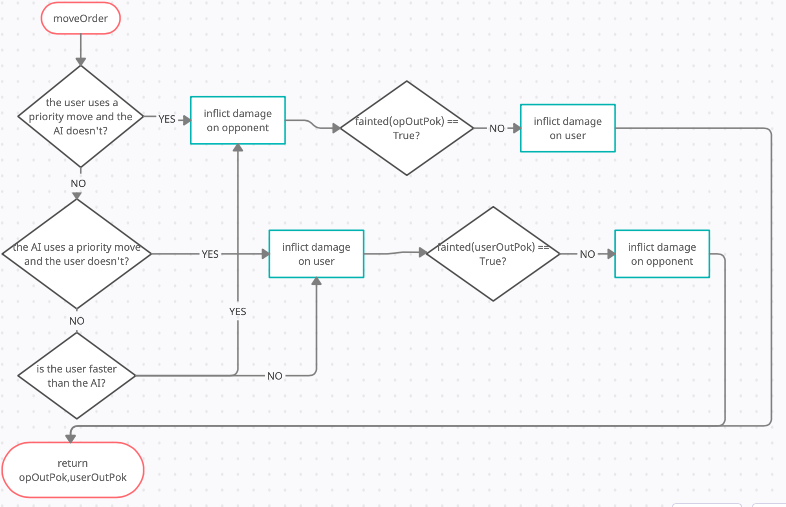 moveOrder
the user uses a
priority move and the
AI doesn't?
YES
inflict damage
on opponent
fainted(opOutPok) ==
True?
NO
inflict damage
on user
NO
the AI uses a priority move
and the user doesn't?
YES
inflict damage
on user
fainted(userOutPok) ==
True?
NO
inflict damage
on opponent
YES
NO
is the user faster
than the AI?
NO
return
opOutPok,userOutPok